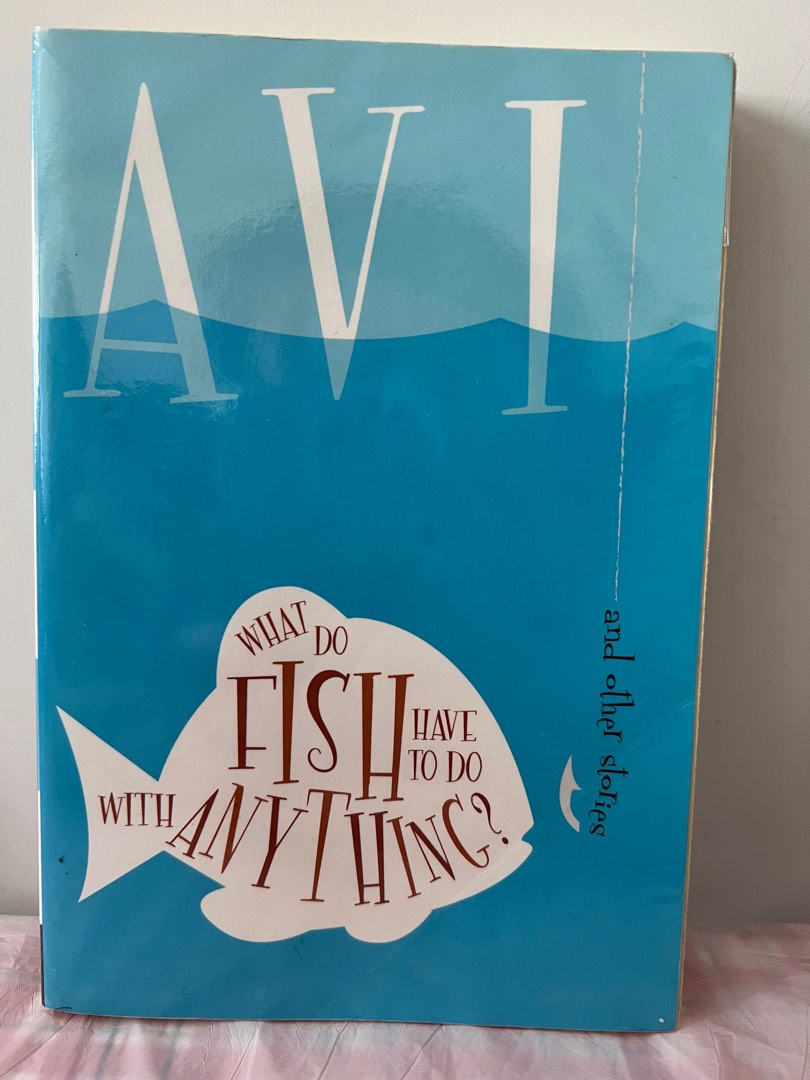 AVI
WHAT DO
FISH HAVE
TO DO
WITH ANYTHING?
and other stories